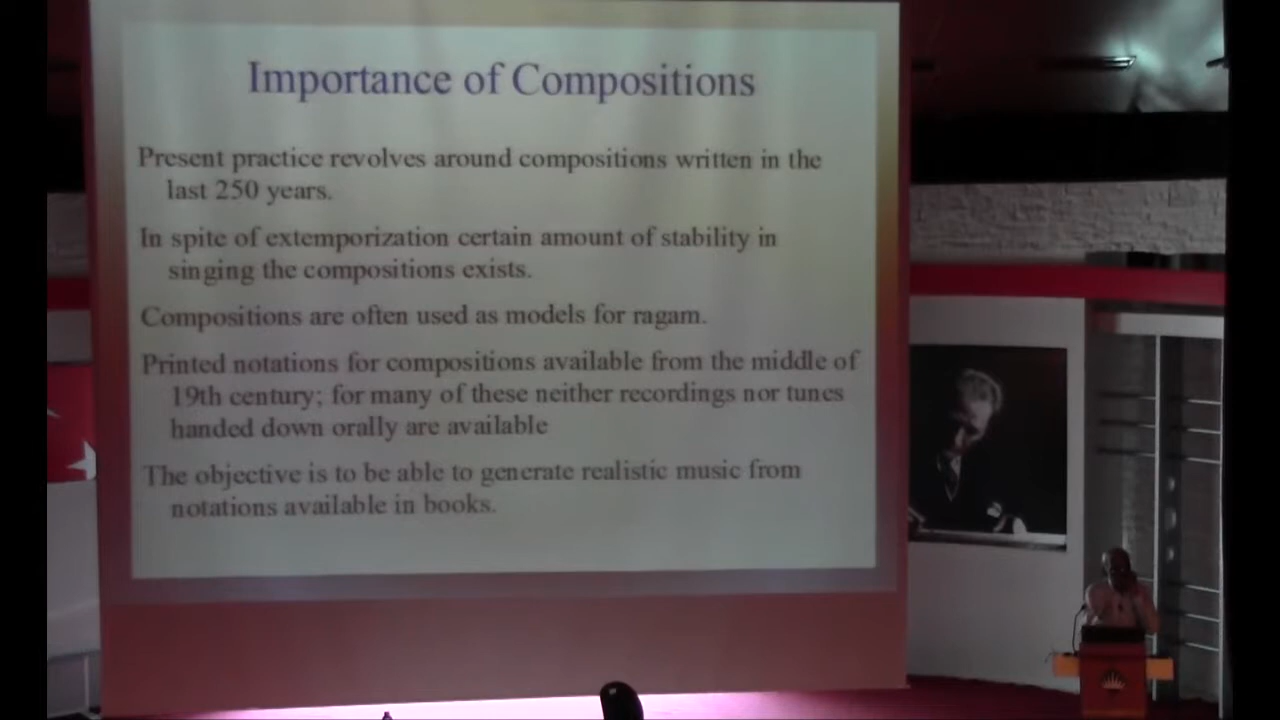 Importance of Compositions
Present practice revolves around compositions written in the
last 250 years.
In spite of extemporization certain amount of stability in
singing the compositions exists.
Compositions are often used as models for ragam.
Printed notations for compositions available from the middle of
19th century; for many of these neither recordings nor tunes
handed down orally are available
The objective is to be able to generate realistic music from
notations available in books.